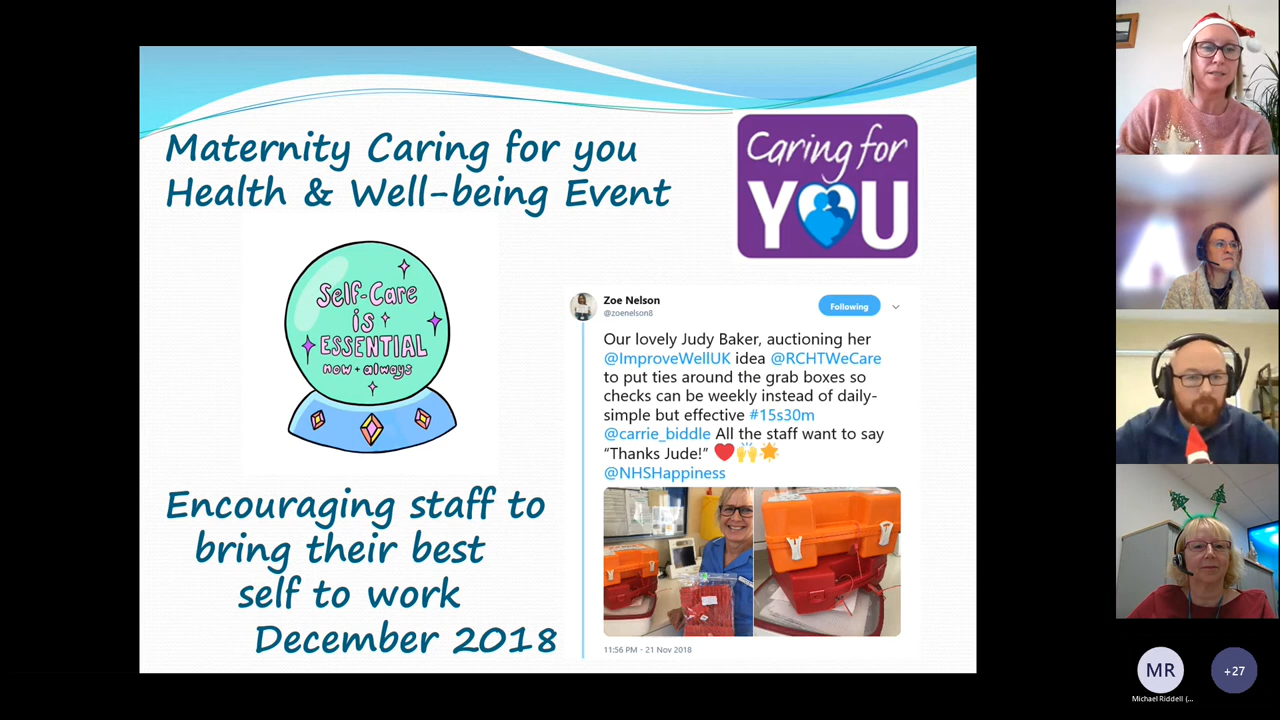 Maternity Caring for you
Health & Well-being Event
Caring for
YOU
Self-Care
is
ESSENTIAL
now + always
Zoe Nelson
@zoenelson8
Following
Our lovely Judy Baker, auctioning her
@ImproveWellUK idea @RCHTWeCare
to put ties around the grab boxes so
checks can be weekly instead of daily-
simple but effective #15s30m
@carrie_biddle All the staff want to say
“Thanks Jude!” ❤️🙌🌟
@NHSHappiness
11:56 PM - 21 Nov 2018
Encouraging staff to
bring their best
self to work
December 2018
MR
+27
Michael Riddell (...